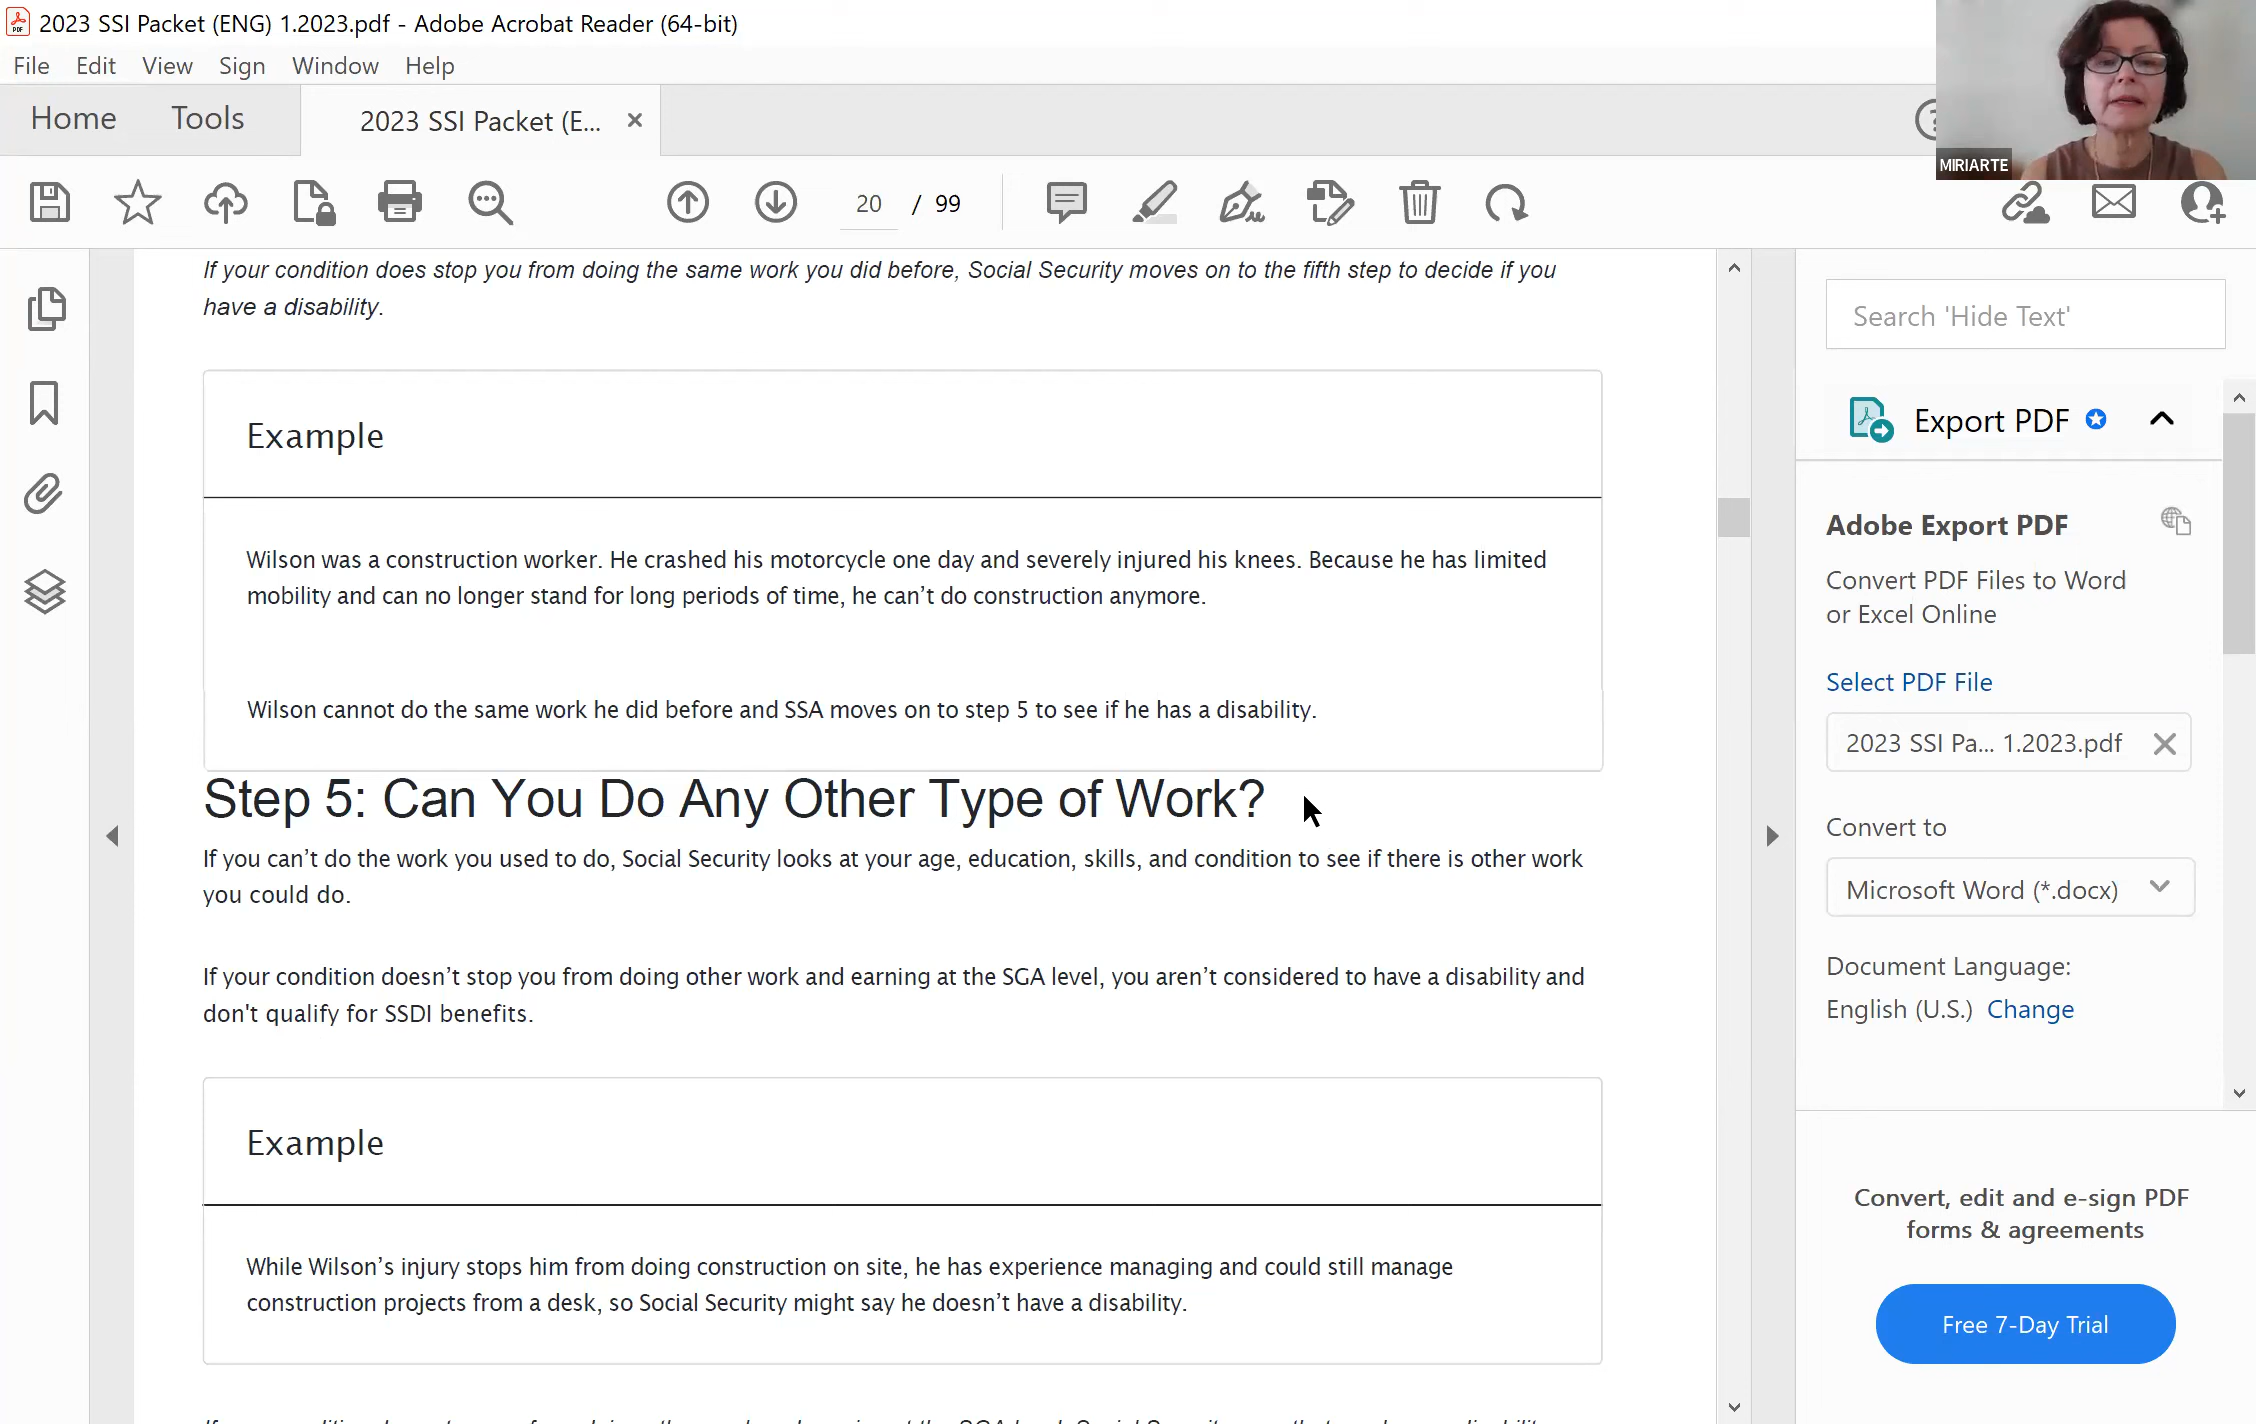 2023 SSI Packet (ENG) 1.2023.pdf - Adobe Acrobat Reader (64-bit)
File Edit View Sign Window Help
Home Tools 2023 SSI Packet (E... ×
MIRIARTE
20 / 99
If your condition does stop you from doing the same work you did before, Social Security moves on to the fifth step to decide if you
have a disability.
Example
Wilson was a construction worker. He crashed his motorcycle one day and severely injured his knees. Because he has limited
mobility and can no longer stand for long periods of time, he can’t do construction anymore.
Wilson cannot do the same work he did before and SSA moves on to step 5 to see if he has a disability.
Step 5: Can You Do Any Other Type of Work?
If you can’t do the work you used to do, Social Security looks at your age, education, skills, and condition to see if there is other work
you could do.
If your condition doesn’t stop you from doing other work and earning at the SGA level, you aren’t considered to have a disability and
don't qualify for SSDI benefits.
Example
While Wilson’s injury stops him from doing construction on site, he has experience managing and could still manage
construction projects from a desk, so Social Security might say he doesn’t have a disability.
Search 'Hide Text'
Export PDF
Adobe Export PDF
Convert PDF Files to Word
or Excel Online
Select PDF File
2023 SSI Pa... 1.2023.pdf
Convert to
Microsoft Word (*.docx)
Document Language:
English (U.S.) Change
Convert, edit and e-sign PDF
forms & agreements
Free 7-Day Trial